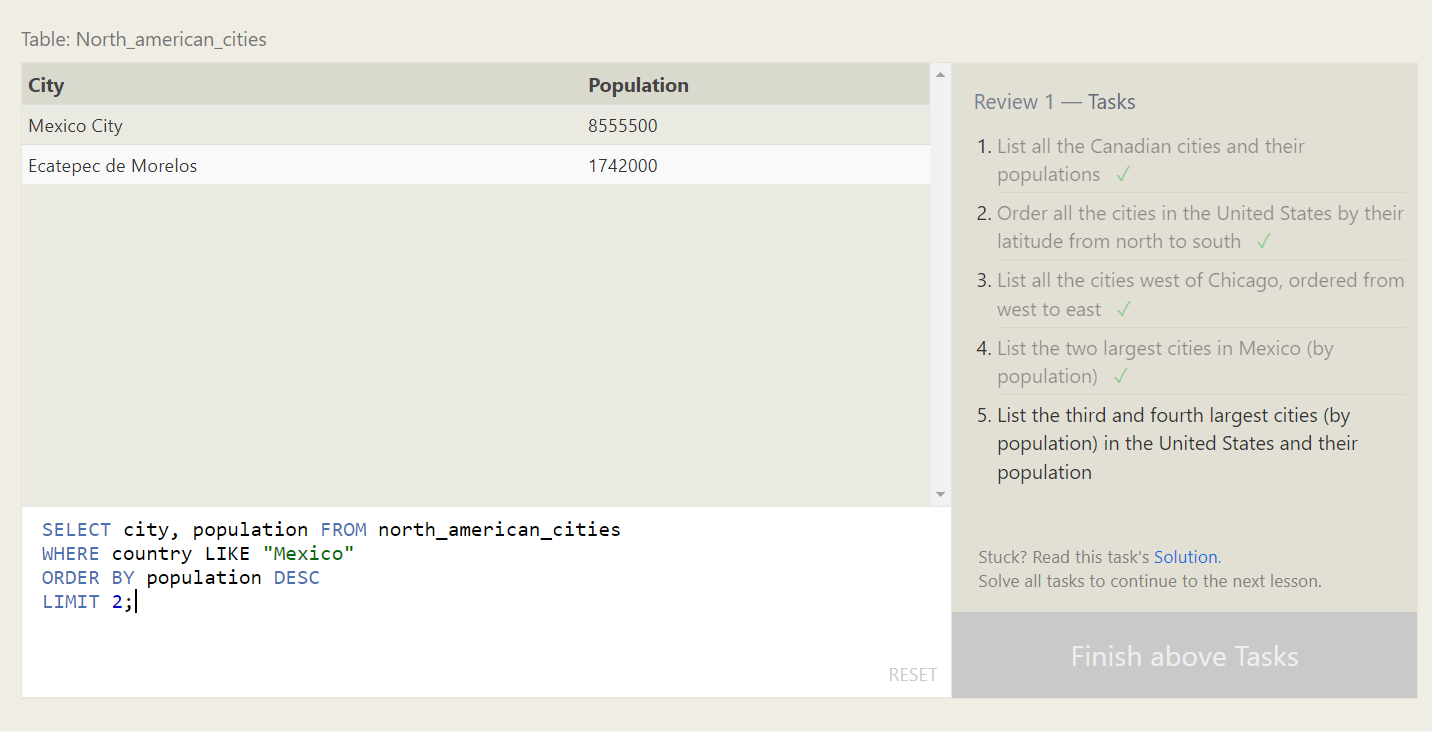 Table: North_american_cities
City Population
Mexico City 8555500
Ecatepec de Morelos 1742000
SELECT city, population FROM north_american_cities
WHERE country LIKE "Mexico"
ORDER BY population DESC
LIMIT 2;
RESET
Review 1 — Tasks
1. List all the Canadian cities and their
populations ✓
2. Order all the cities in the United States by their
latitude from north to south ✓
3. List all the cities west of Chicago, ordered from
west to east ✓
4. List the two largest cities in Mexico (by
population) ✓
5. List the third and fourth largest cities (by
population) in the United States and their
population
Stuck? Read this task's Solution.
Solve all tasks to continue to the next lesson.
Finish above Tasks